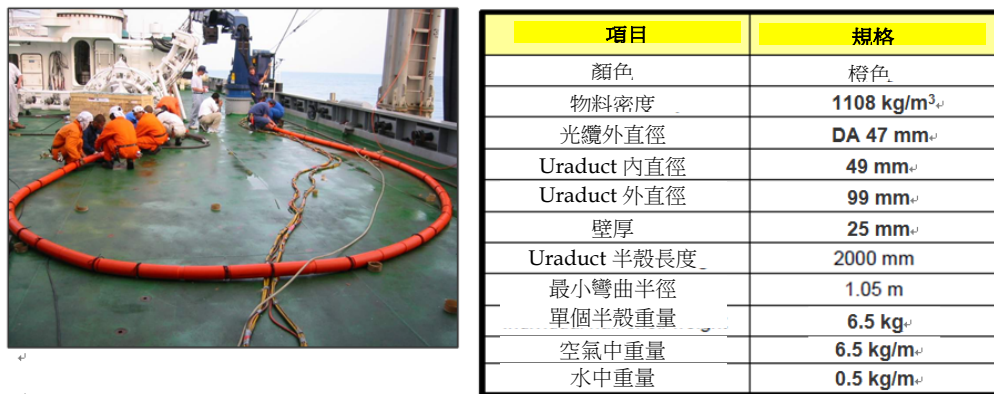 項目 規格
顏色 橙色
物料密度 1108 kg/m³
光纜外直徑 DA 47 mm
Uraduct 內直徑 49 mm
Uraduct 外直徑 99 mm
壁厚 25 mm
Uraduct 半殼長度 2000 mm
最小彎曲半徑 1.05 m
單個半殼重量 6.5 kg
空氣中重量 6.5 kg/m
水中重量 0.5 kg/m